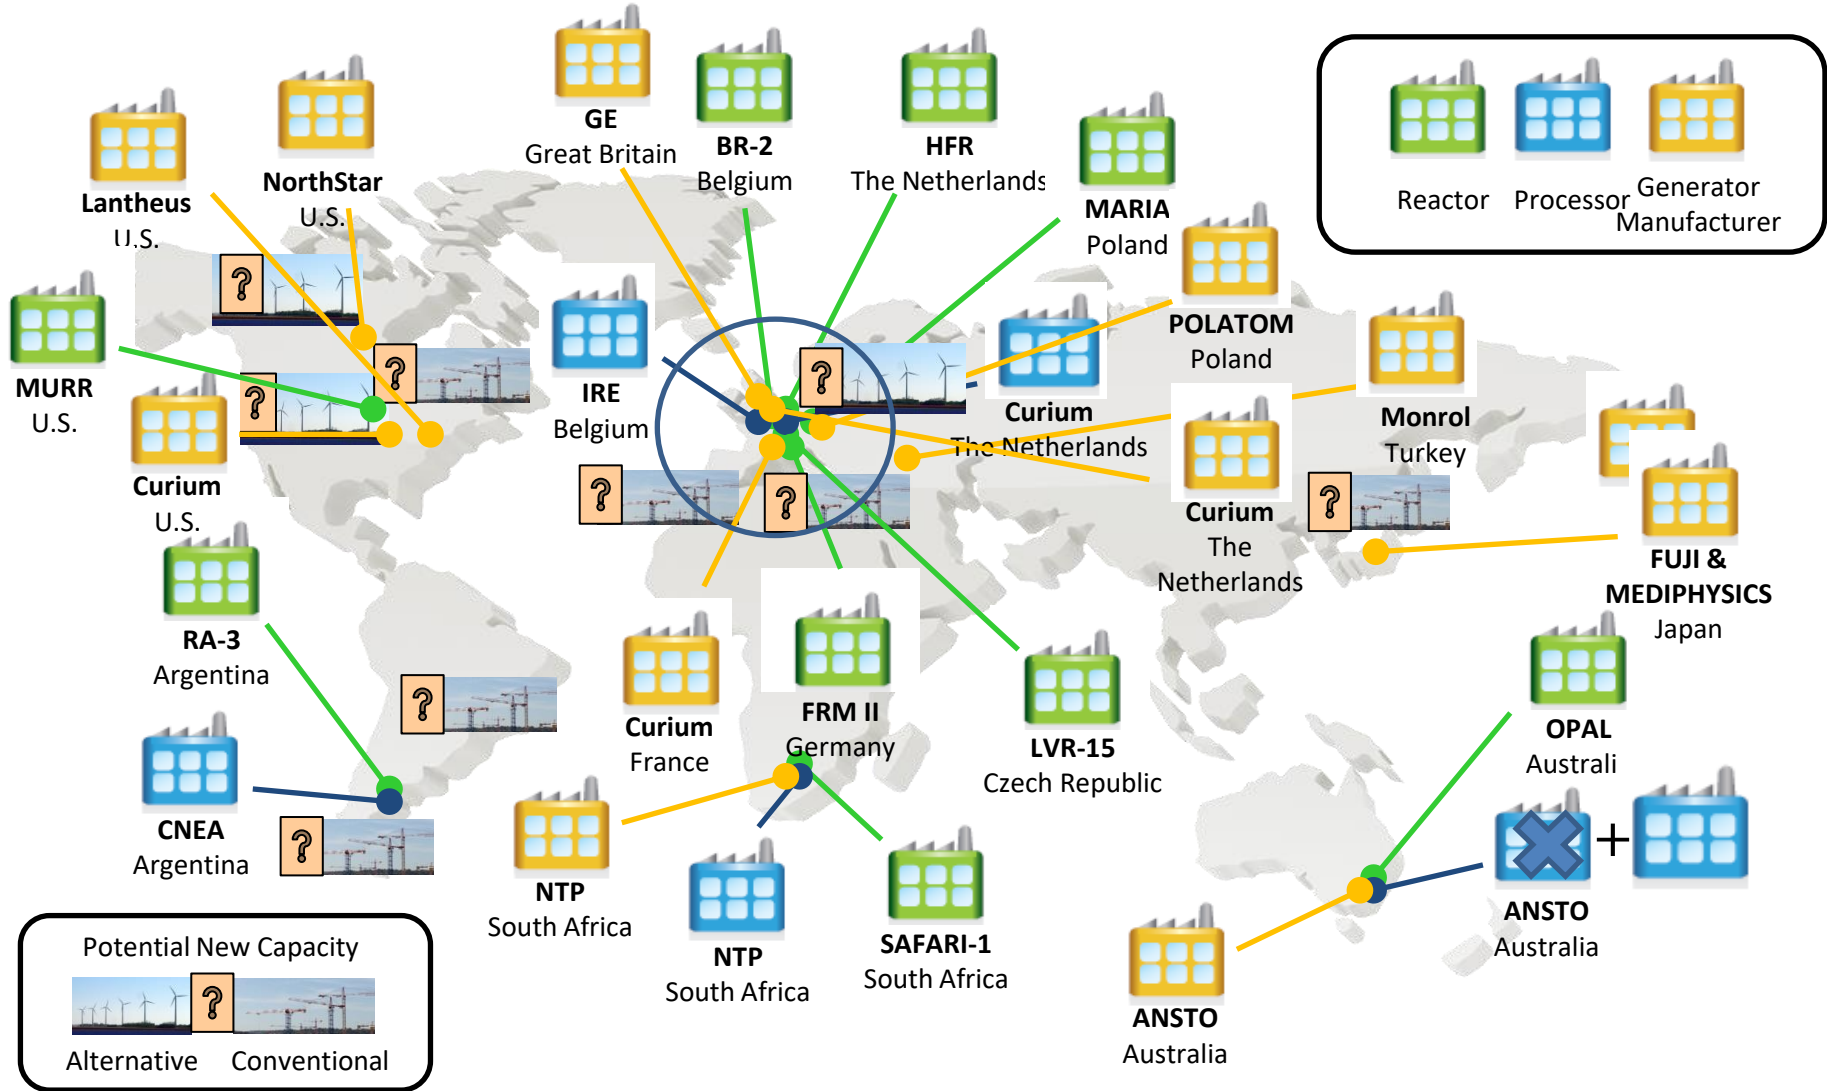 GE
Great Britain
BR-2
Belgium
HFR
The Netherlands
MARIA
Poland
Reactor
Processor
Generator
Manufacturer
Lantheus
U.S.
NorthStar
U.S.
MURR
U.S.
Curium
U.S.
?
?
?
IRE
Belgium
?
Curium
The Netherlands
POLATOM
Poland
Monrol
Turkey
?
?
Curium
The
Netherlands
?
FUJI &
MEDIPHYSICS
Japan
RA-3
Argentina
?
CNEA
Argentina
?
Curium
France
FRM II
Germany
LVR-15
Czech Republic
OPAL
Australi
NTP
South Africa
NTP
South Africa
SAFARI-1
South Africa
+
ANSTO
Australia
ANSTO
Australia
Potential New Capacity
?
Alternative
Conventional